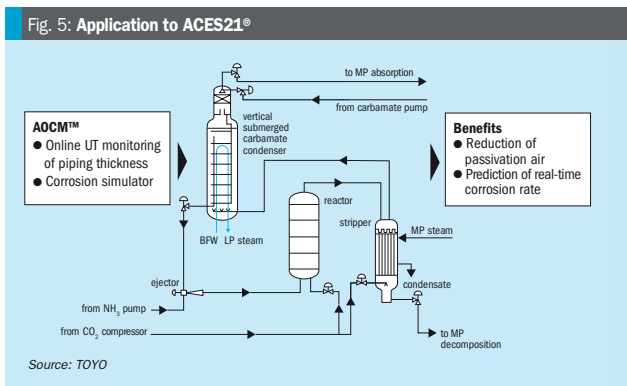 Fig. 5: Application to ACES21®
to MP absorption
from carbamate pump
AOCM™
● Online UT monitoring
of piping thickness
● Corrosion simulator
vertical
submerged
carbamate
condenser
Benefits
● Reduction of
passivation air
● Prediction of real-time
corrosion rate
reactor
stripper
MP steam
BFW LP steam
condensate
ejector
from NH₃ pump
from CO₂ compressor
to MP
decomposition
Source: TOYO